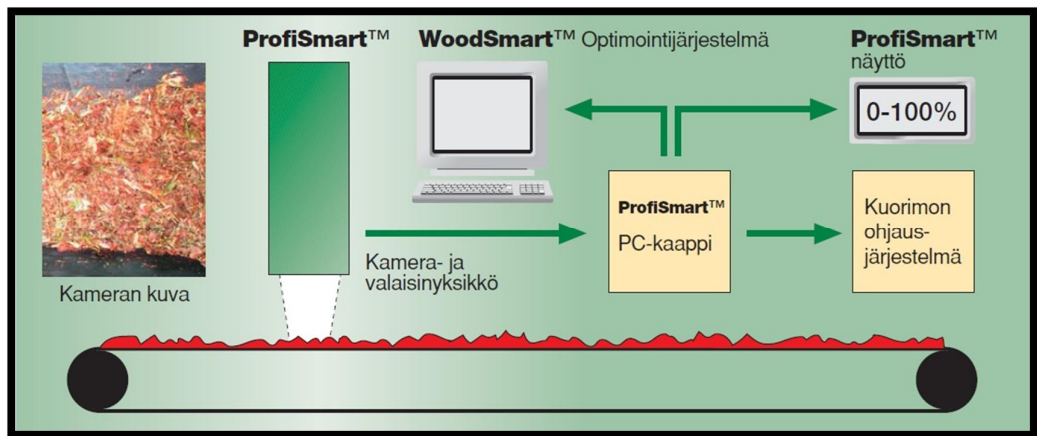 ProfiSmart™
WoodSmart™ Optimointijärjestelmä
ProfiSmart™
näyttö
0-100%
Kameran kuva
Kamera- ja
valaisinyksikkö
ProfiSmart™
PC-kaappi
Kuorimon
ohjaus-
järjestelmä